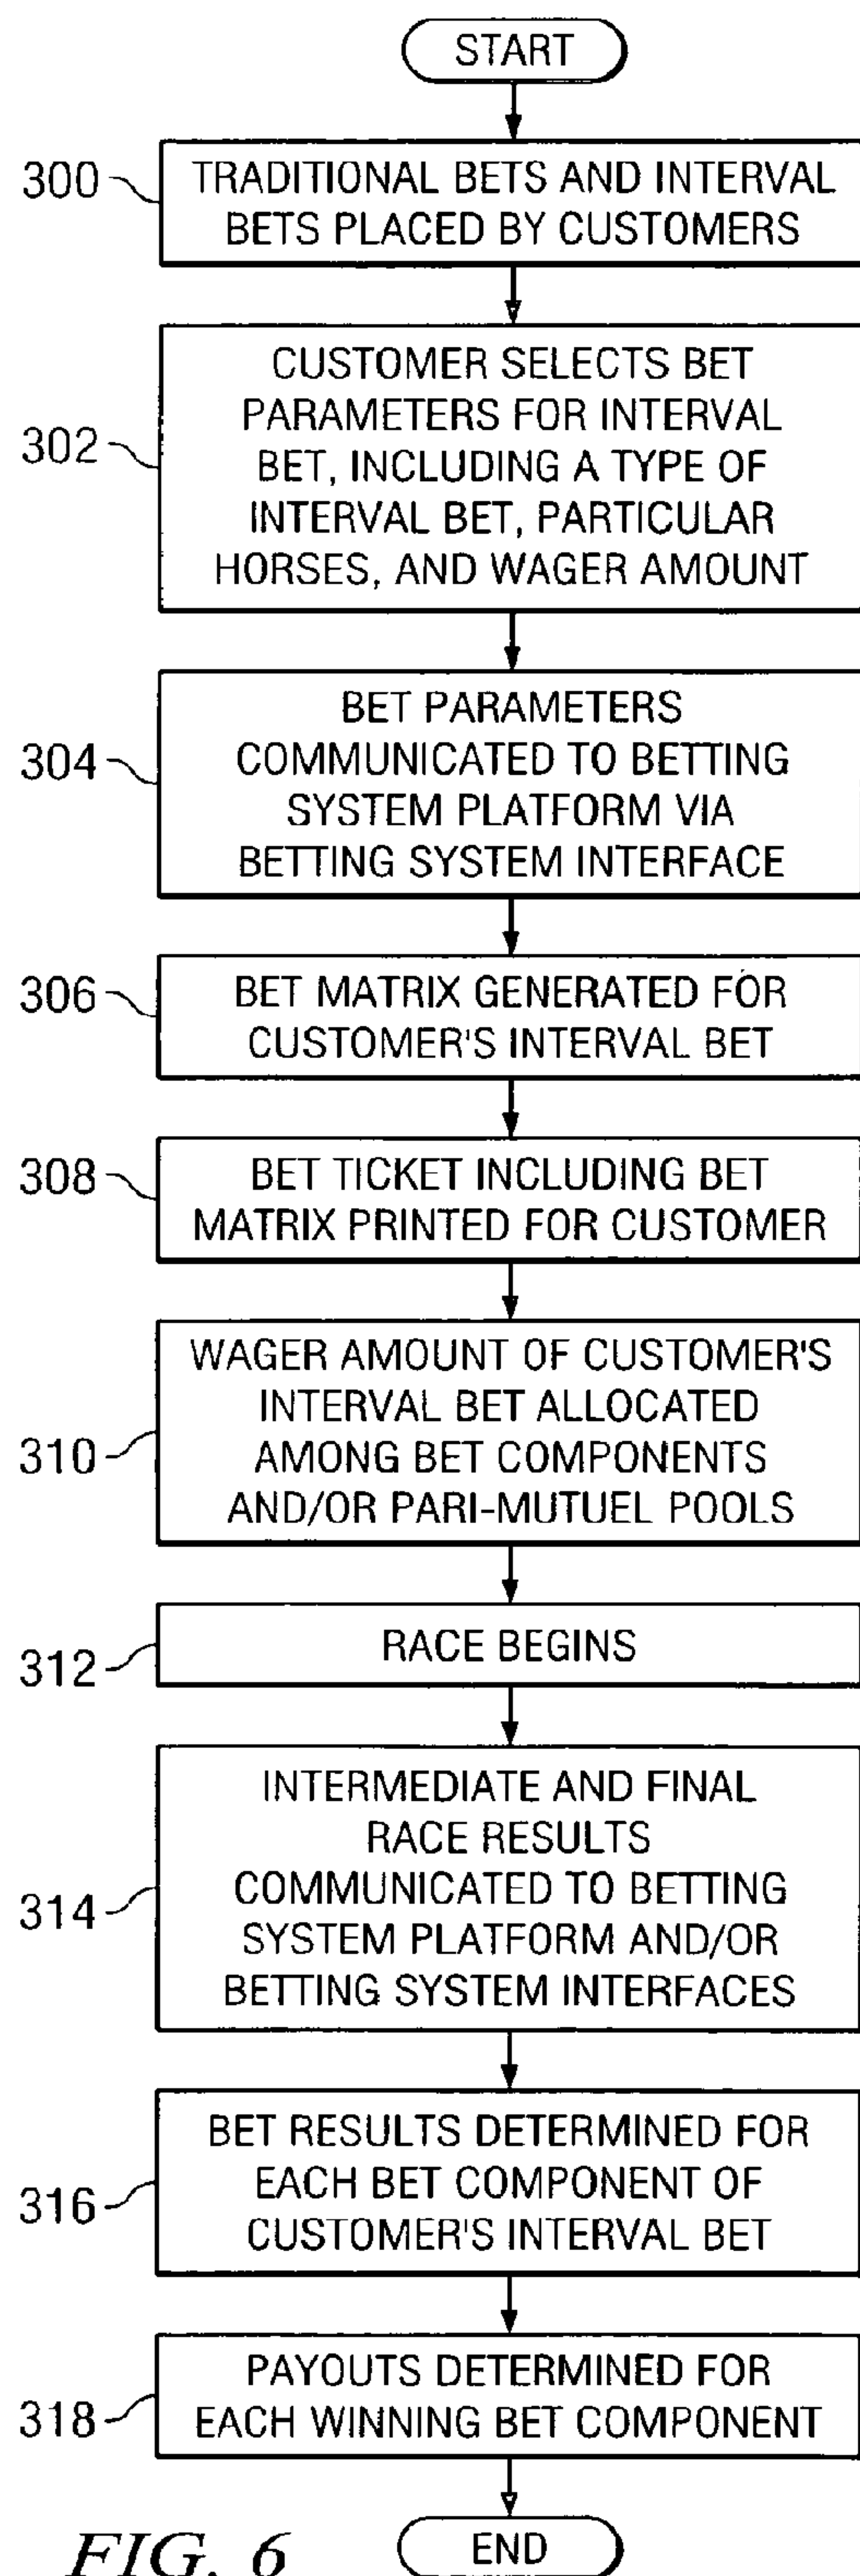 START
300
TRADITIONAL BETS AND INTERVAL
BETS PLACED BY CUSTOMERS
302
CUSTOMER SELECTS BET
PARAMETERS FOR INTERVAL
BET, INCLUDING A TYPE OF
INTERVAL BET, PARTICULAR
HORSES, AND WAGER AMOUNT
304
BET PARAMETERS
COMMUNICATED TO BETTING
SYSTEM PLATFORM VIA
BETTING SYSTEM INTERFACE
306
BET MATRIX GENERATED FOR
CUSTOMER'S INTERVAL BET
308
BET TICKET INCLUDING BET
MATRIX PRINTED FOR CUSTOMER
310
WAGER AMOUNT OF CUSTOMER'S
INTERVAL BET ALLOCATED
AMONG BET COMPONENTS
AND/OR PARI-MUTUEL POOLS
312
RACE BEGINS
314
INTERMEDIATE AND FINAL
RACE RESULTS
COMMUNICATED TO BETTING
SYSTEM PLATFORM AND/OR
BETTING SYSTEM INTERFACES
316
BET RESULTS DETERMINED FOR
EACH BET COMPONENT OF
CUSTOMER'S INTERVAL BET
318
PAYOUTS DETERMINED FOR
EACH WINNING BET COMPONENT
END
FIG. 6